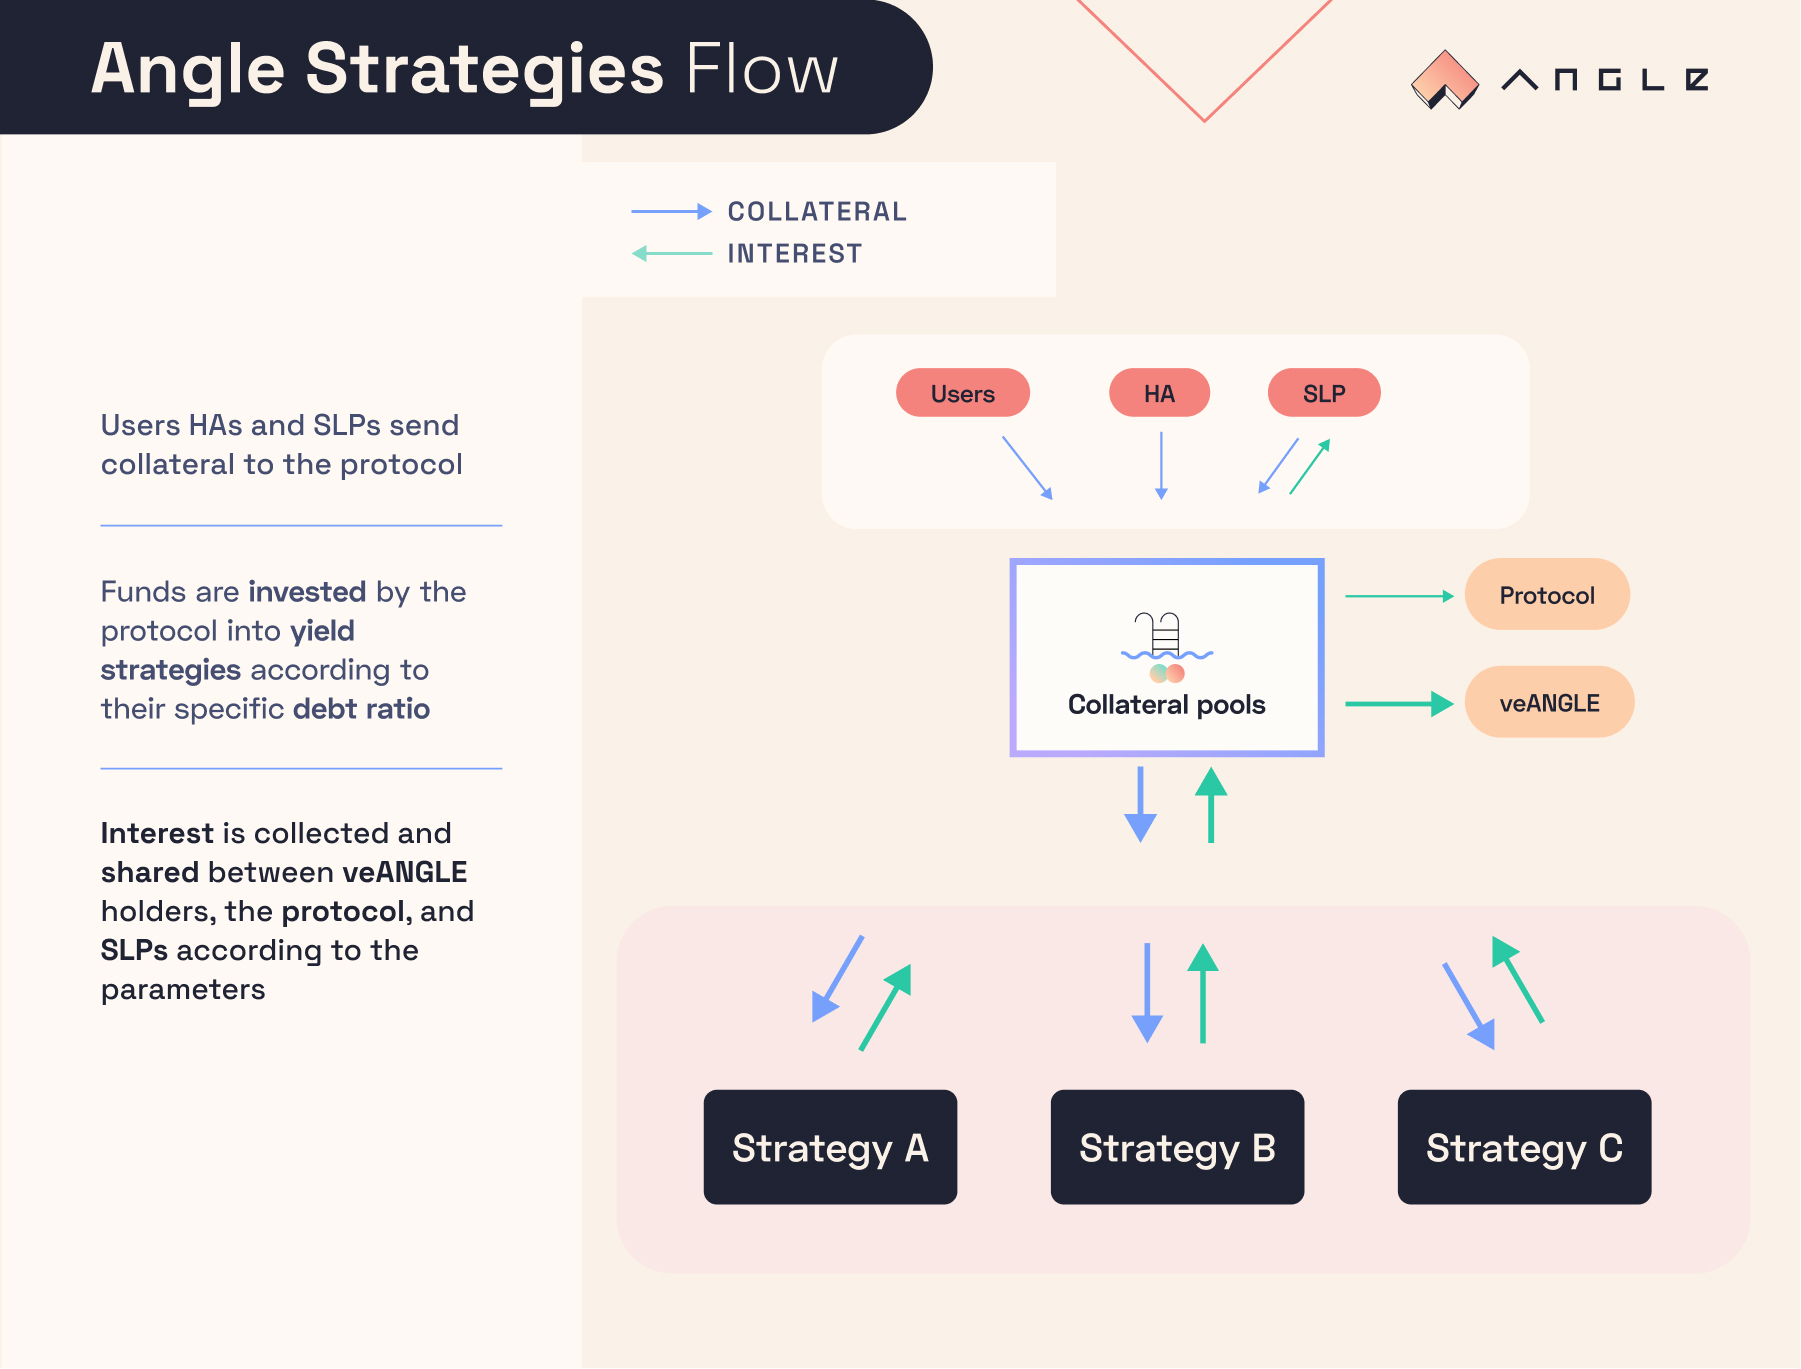 Angle Strategies Flow
ANGLE
COLLATERAL
INTEREST
Users HAs and SLPs send
collateral to the protocol
Funds are invested by the
protocol into yield
strategies according to
their specific debt ratio
Interest is collected and
shared between veANGLE
holders, the protocol, and
SLPs according to the
parameters
Users HA SLP
Protocol
Collateral pools
veANGLE
Strategy A Strategy B Strategy C